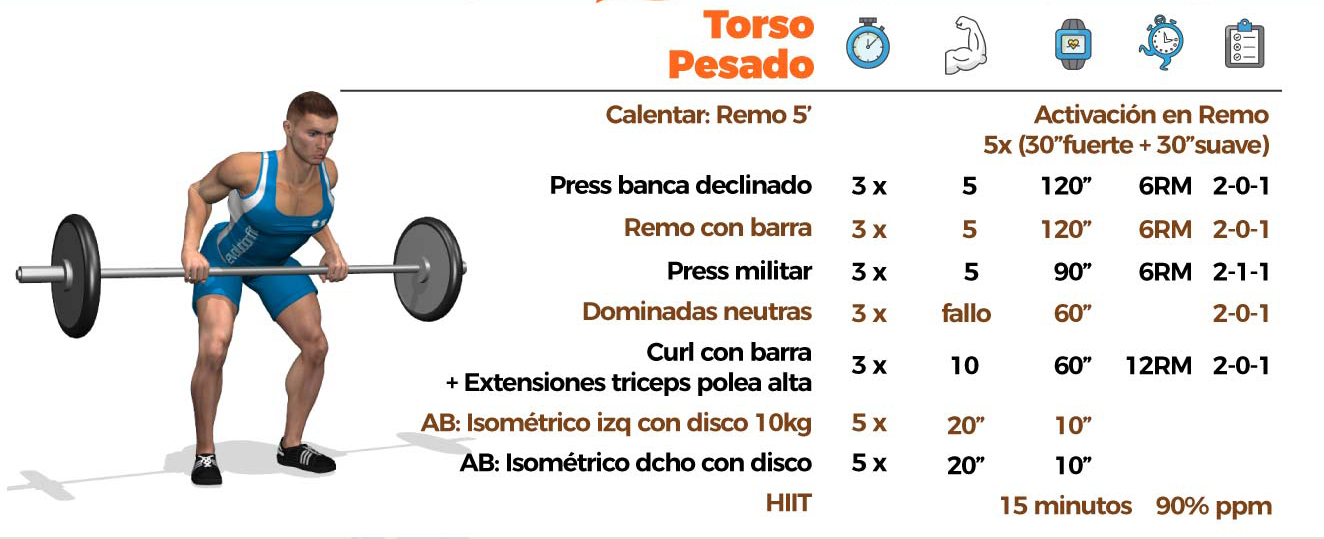 Torso
Pesado
Calentar: Remo 5’ Activación en Remo
5x (30”fuerte + 30”suave)
Press banca declinado 3 x 5 120” 6RM 2-0-1
Remo con barra 3 x 5 120” 6RM 2-0-1
Press militar 3 x 5 90” 6RM 2-1-1
Dominadas neutras 3 x fallo 60” 2-0-1
Curl con barra
+ Extensiones triceps polea alta 3 x 10 60” 12RM 2-0-1
AB: Isométrico izq con disco 10kg 5 x 20” 10”
AB: Isométrico dcho con disco 5 x 20” 10”
HIIT 15 minutos 90% ppm